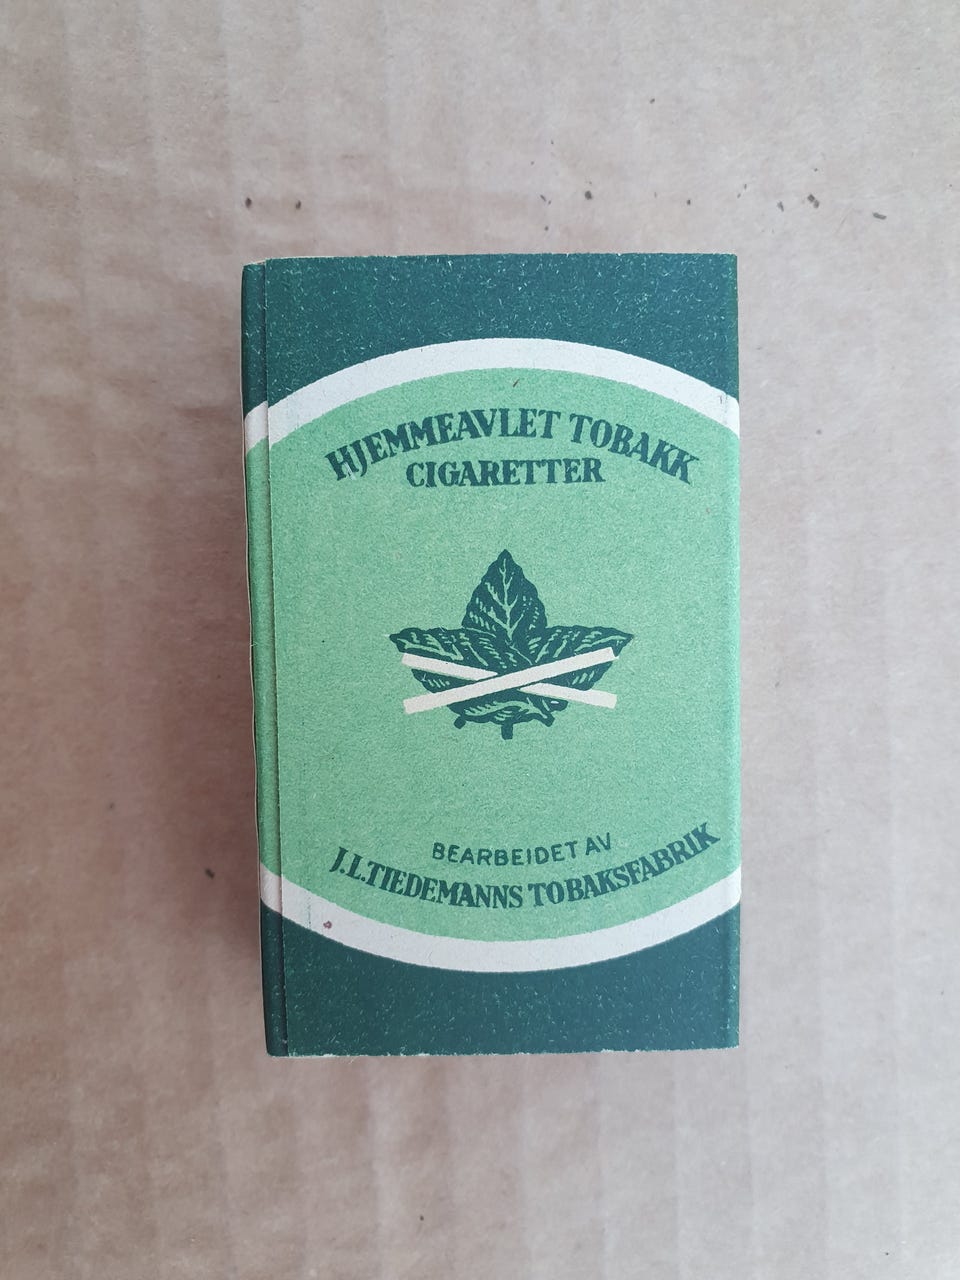 HJEMMEAVLET TOBAKK
CIGARETTER
BEARBEIDET AV
J.L.TIEDEMANNS TOBAKSFABRIK